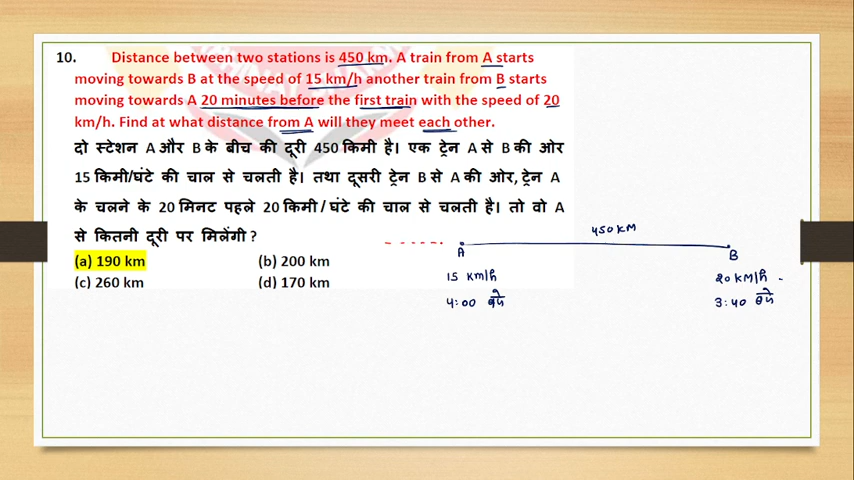 10. Distance between two stations is 450 km. A train from A starts
moving towards B at the speed of 15 km/h another train from B starts
moving towards A 20 minutes before the first train with the speed of 20
km/h. Find at what distance from A will they meet each other.
दो स्टेशन A और B के बीच की दूरी 450 किमी है। एक ट्रेन A से B की ओर
15 किमी/घंटे की चाल से चलती है। तथा दूसरी ट्रेन B से A की ओर, ट्रेन A
के चलने के 20 मिनट पहले 20 किमी/घंटे की चाल से चलती है। तो वो A
से कितनी दूरी पर मिलेंगी ?
450 KM
A B
(a) 190 km (b) 200 km
(c) 260 km (d) 170 km
15 KM/h 20 KM/h
4:00 बजे 3:40 बजे